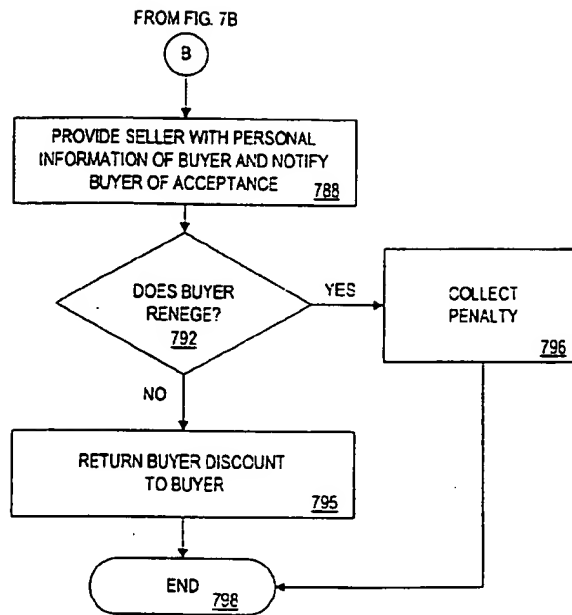 FROM FIG. 7B
B
PROVIDE SELLER WITH PERSONAL
INFORMATION OF BUYER AND NOTIFY
BUYER OF ACCEPTANCE
788
DOES BUYER
RENEGE?
792
YES
COLLECT
PENALTY
796
NO
RETURN BUYER DISCOUNT
TO BUYER
795
END
798